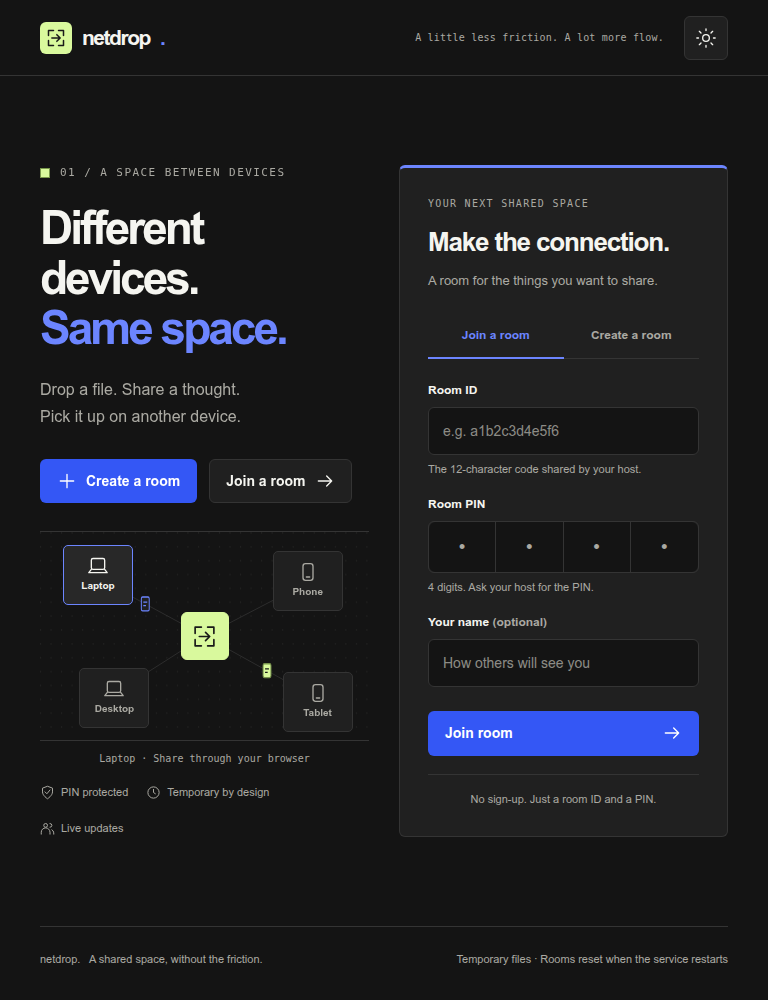 netdrop.
A little less friction. A lot more flow.
01 / A SPACE BETWEEN DEVICES
Different
devices.
Same space.
Drop a file. Share a thought.
Pick it up on another device.
Create a room
Join a room
Laptop
Phone
Desktop
Tablet
Laptop · Share through your browser
PIN protected
Temporary by design
Live updates
YOUR NEXT SHARED SPACE
Make the connection.
A room for the things you want to share.
Join a room
Create a room
Room ID
e.g. a1b2c3d4e5f6
The 12-character code shared by your host.
Room PIN
4 digits. Ask your host for the PIN.
Your name (optional)
How others will see you
Join room
No sign-up. Just a room ID and a PIN.
netdrop. A shared space, without the friction.
Temporary files · Rooms reset when the service restarts